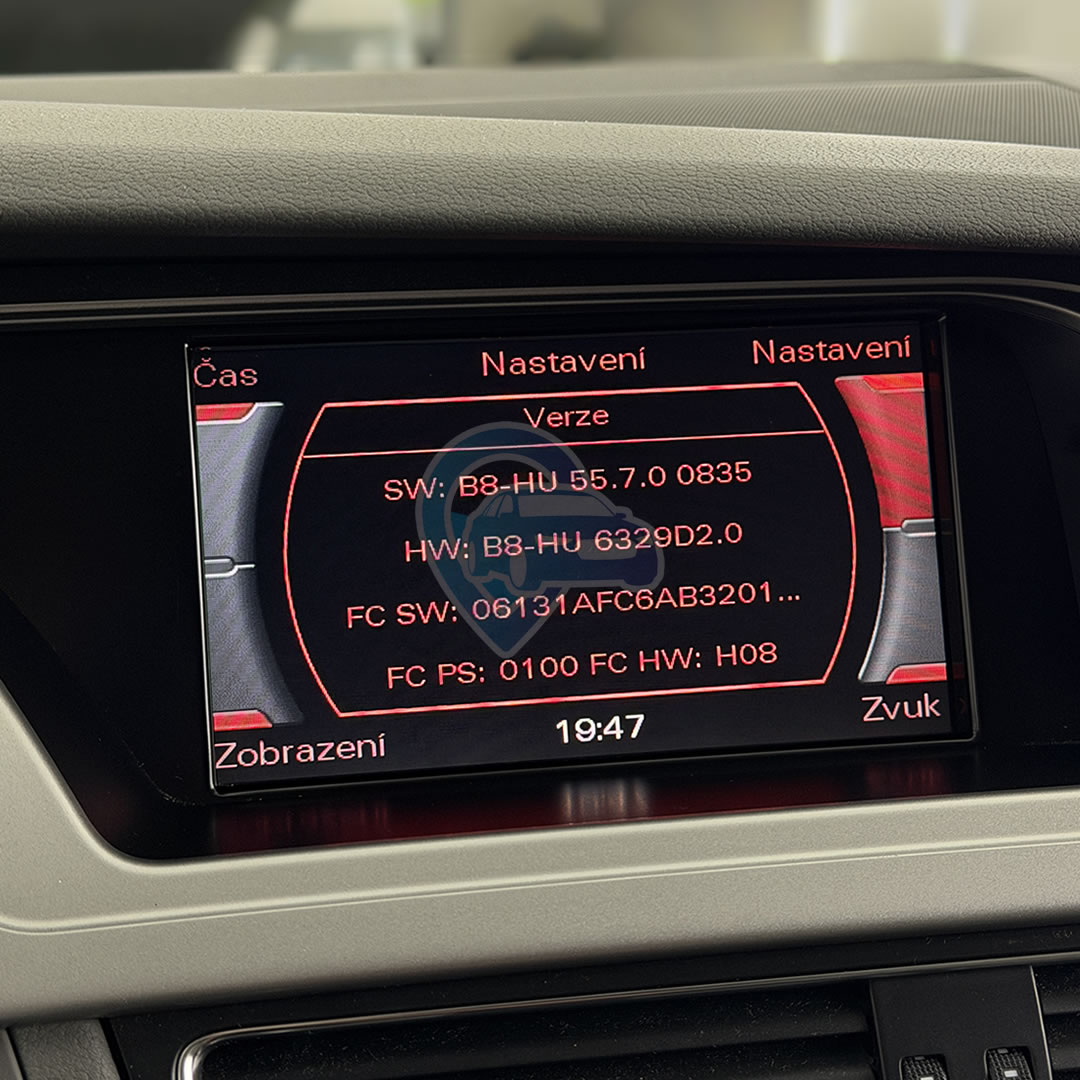 Čas
Nastavení
Nastavení
Verze
SW: B8-HU 55.7.0 0835
HW: B8-HU 6329D2.0
FC SW: 06131AFC6AB3201...
FC PS: 0100 FC HW: H08
Zobrazení
19:47
Zvuk